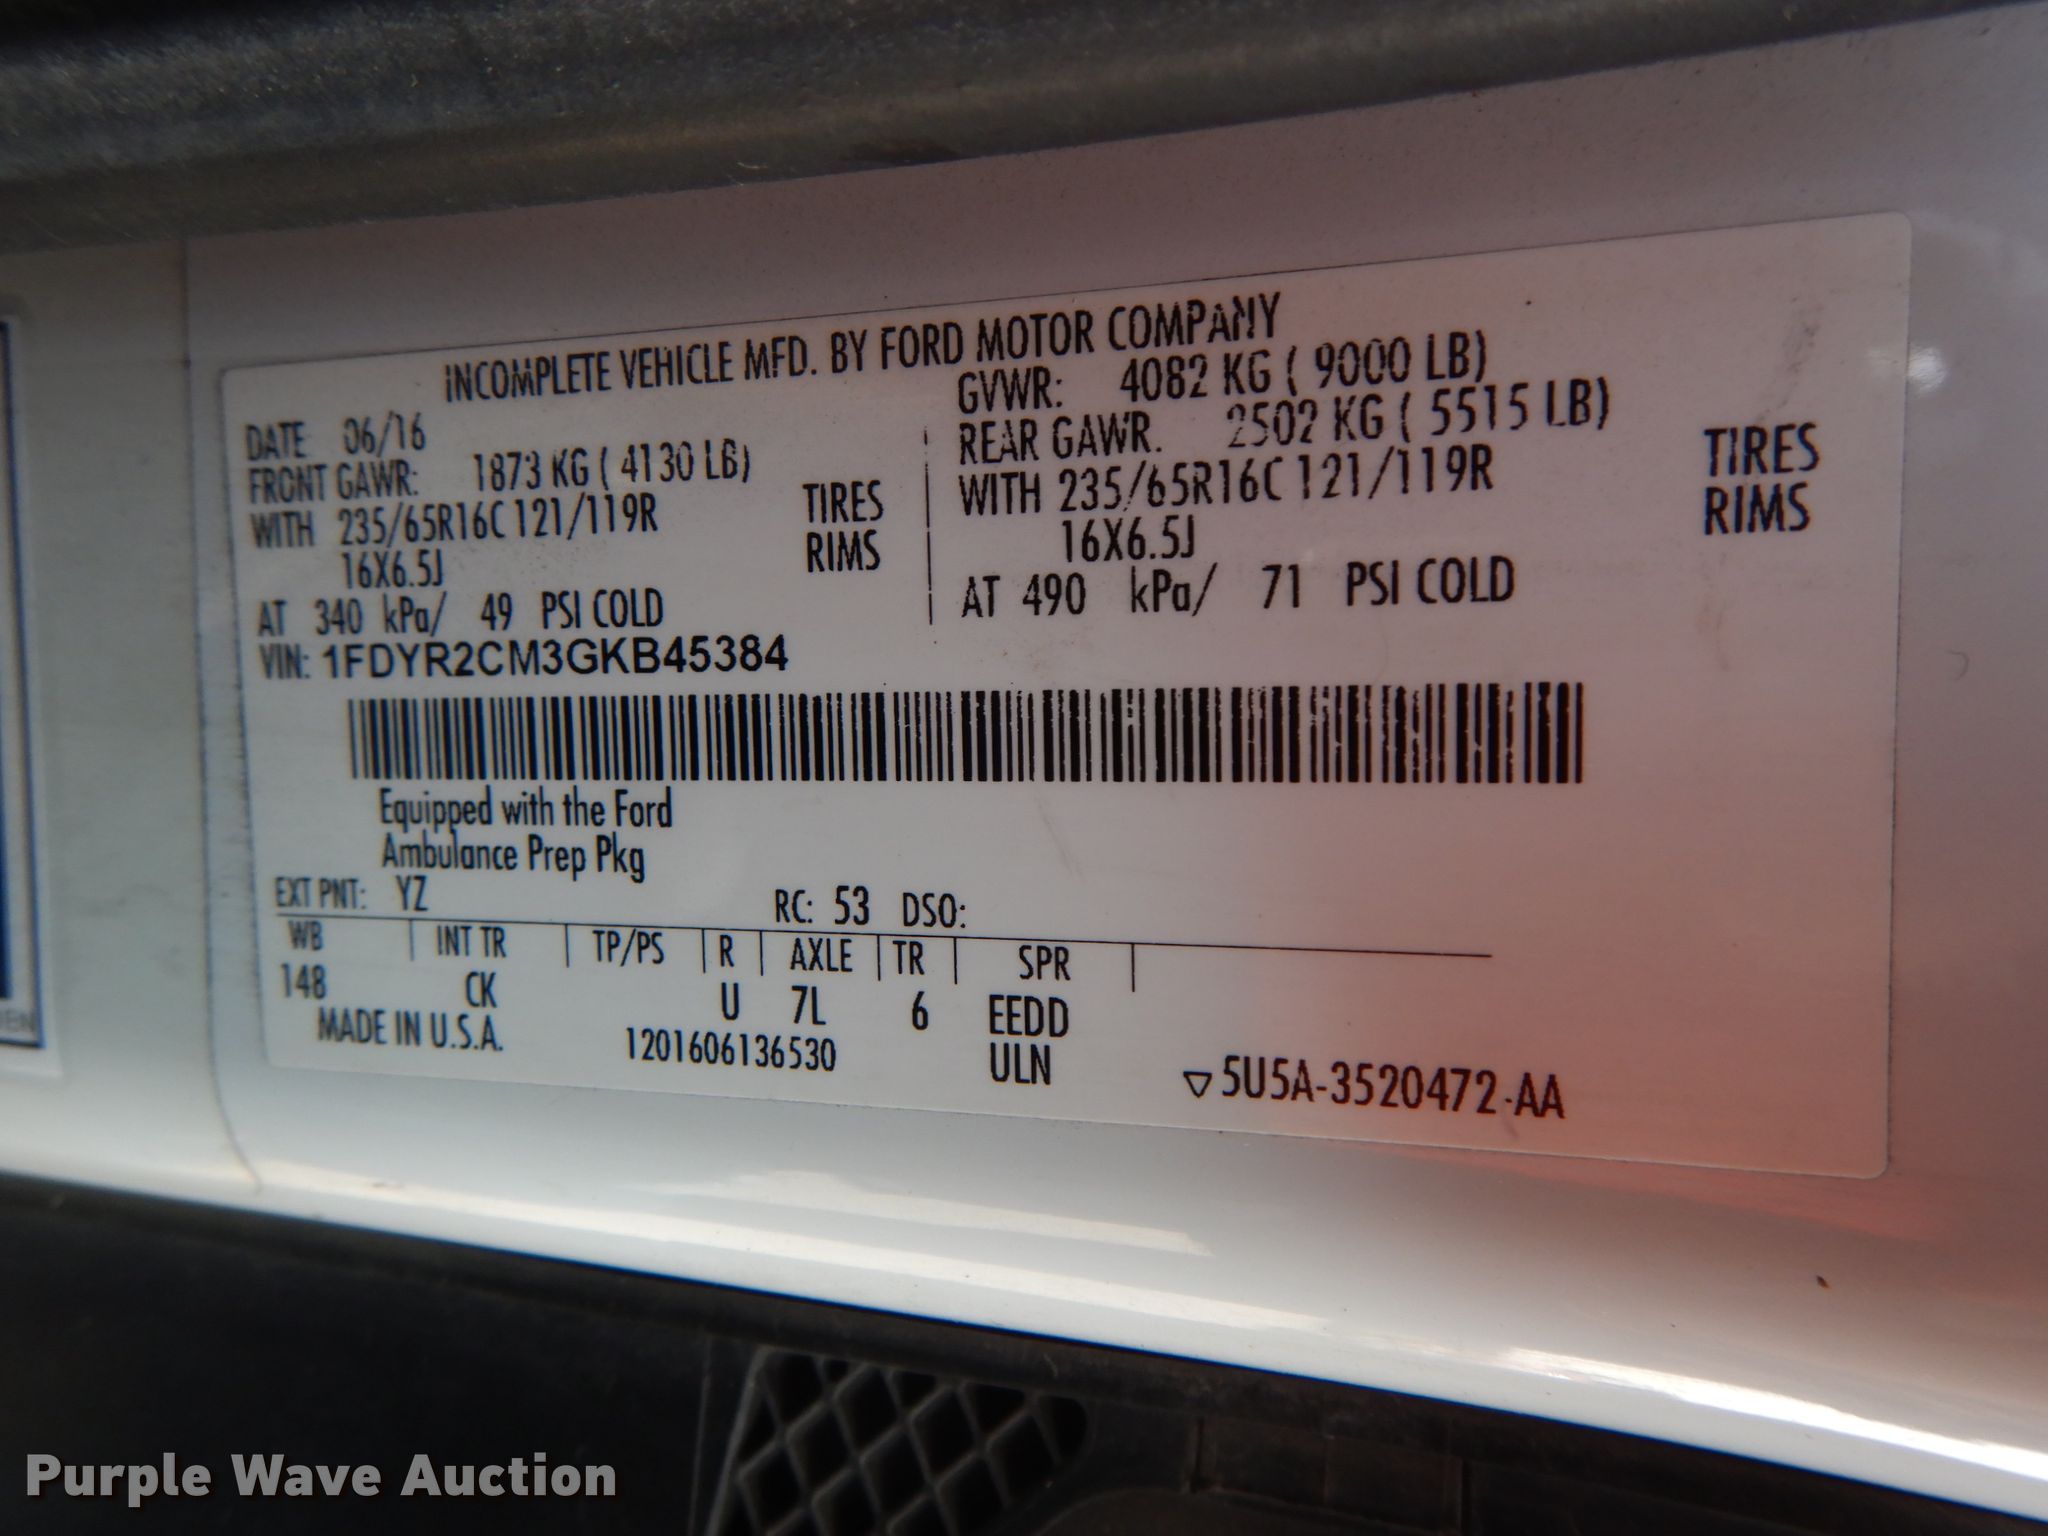 INCOMPLETE VEHICLE MFD. BY FORD MOTOR COMPANY
DATE 06/16
FRONT GAWR: 1873 KG ( 4130 LB)
WITH 235/65R16C 121/119R TIRES
16X6.5J RIMS
AT 340 kPa/ 49 PSI COLD
GVWR: 4082 KG ( 9000 LB)
REAR GAWR. 2502 KG ( 5515 LB)
WITH 235/65R16C 121/119R TIRES
16X6.5J RIMS
AT 490 kPa/ 71 PSI COLD
VIN: 1FDYR2CM3GKB45384
Equipped with the Ford
Ambulance Prep Pkg
EXT PNT: YZ RC: 53 DSO:
WB INT TR TP/PS R AXLE TR SPR
148 CK U 7L 6 EEDD
MADE IN U.S.A. 1201606136530 ULN
▽5U5A-3520472-AA
Purple Wave Auction